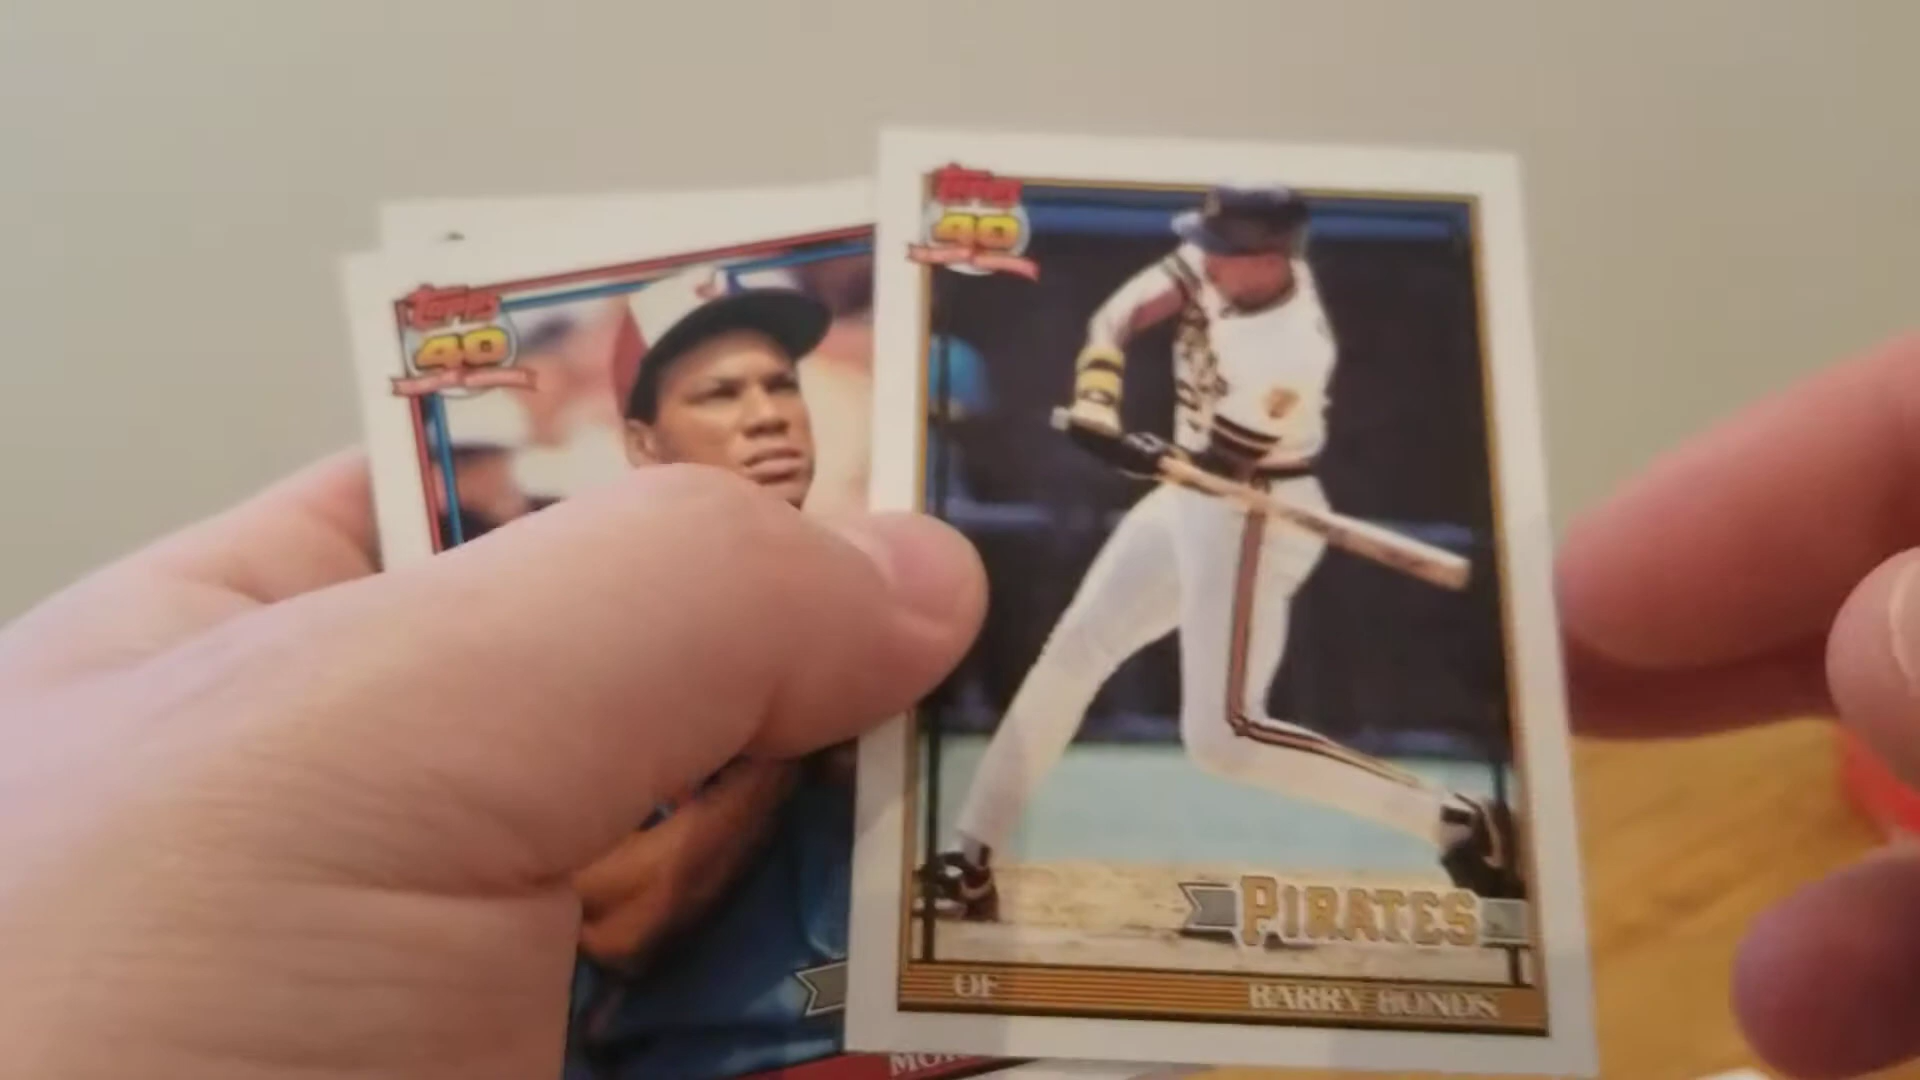 Topps
40
Topps
40
PIRATES
OF BARRY BONDS